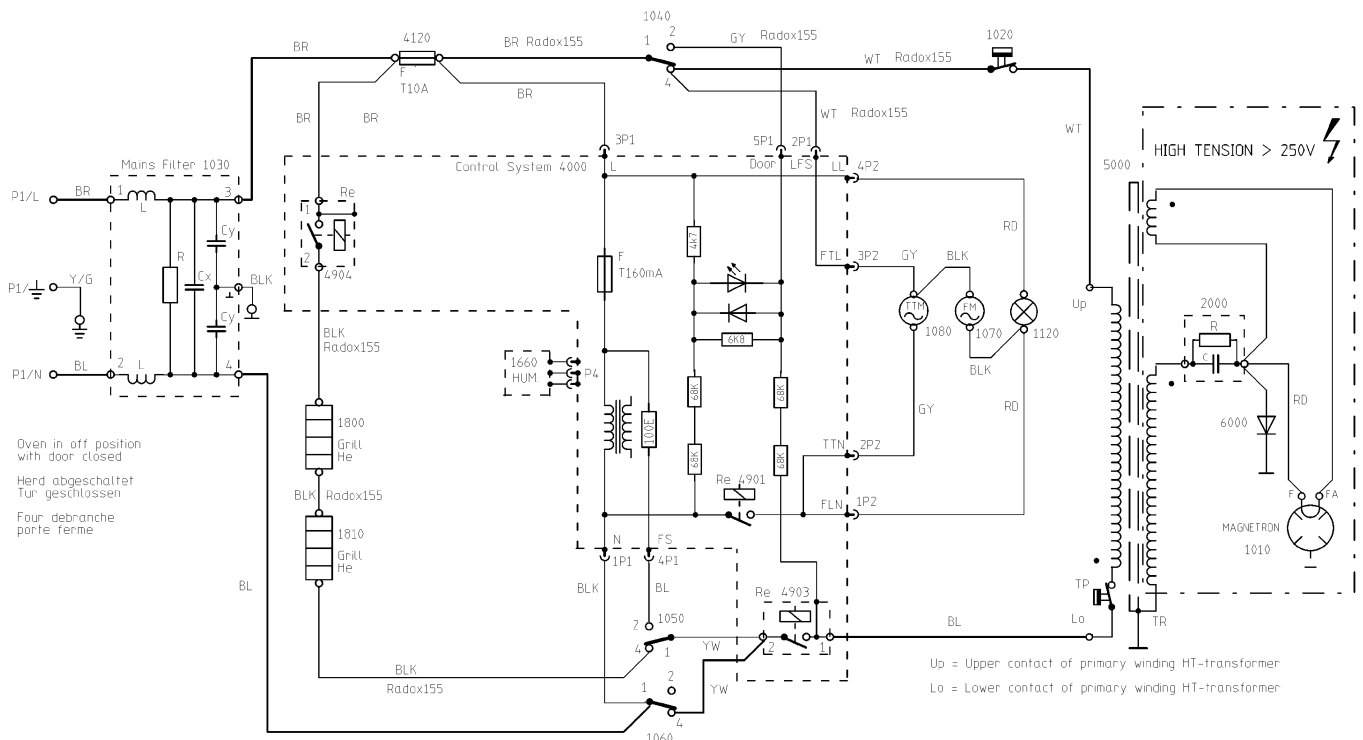 1040
2
GY Radox155
1020
4120
BR
BR Radox155
1
WT Radox155
F
T10A
4
BR
BR
BR
WT Radox155
WT
3P1
5P1
2P1
HIGH TENSION > 250V
Mains Filter 1030
Control System 4000
L
Door
LFS
LL
4P2
5000
P1/L
BR
1
L
3
Re
1
Cy
4K7
RD
R
Cx
2
4904
F
T160mA
FTL
3P2
GY
BLK
P1/
Y/G
BLK
Cy
TTM
FM
Up
2000
R
C
1080
1070
1120
BLK
Radox155
6K8
P1/N
BL
2
L
4
1660
HUM.
P4
BLK
68K
68K
GY
RD
RD
1800
Grill
He
100E
6000
Oven in off position
with door closed
TTN
2P2
68K
68K
Herd abgeschaltet
Tur geschlossen
Re 4901
BLK Radox155
F
FA
FLN
1P2
Four debranche
porte ferme
1810
Grill
He
MAGNETRON
1010
N
FS
1P1
4P1
BL
BLK
BL
Re 4903
TP
2
1050
Lo
TR
4
1
YW
2
1
BL
BLK
Radox155
2
1
YW
4
1060
Up = Upper contact of primary winding HT-transformer
Lo = Lower contact of primary winding HT-transformer